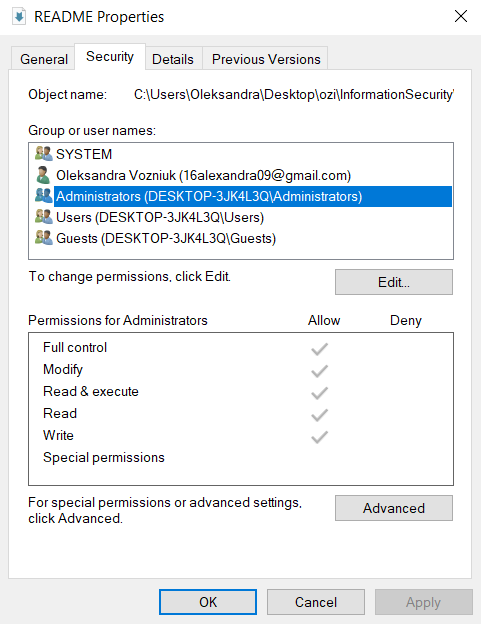 README Properties
General Security Details Previous Versions
Object name: C:\Users\Oleksandra\Desktop\ozi\InformationSecurity
Group or user names:
SYSTEM
Oleksandra Vozniuk (16alexandra09@gmail.com)
Administrators (DESKTOP-3JK4L3Q\Administrators)
Users (DESKTOP-3JK4L3Q\Users)
Guests (DESKTOP-3JK4L3Q\Guests)
To change permissions, click Edit. Edit...
Permissions for Administrators Allow Deny
Full control
Modify
Read & execute
Read
Write
Special permissions
For special permissions or advanced settings, Advanced
click Advanced.
OK Cancel Apply